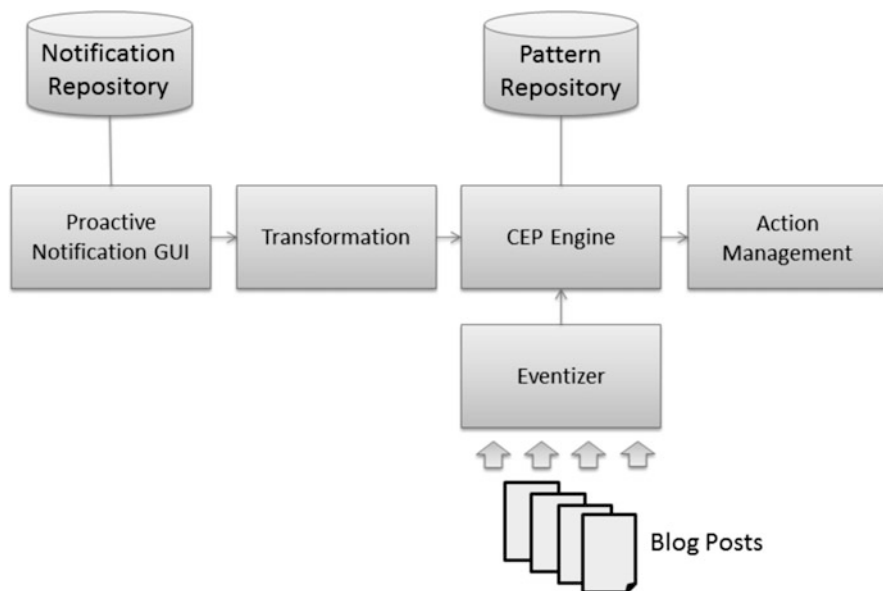 Notification
Repository
Pattern
Repository
Proactive
Notification GUI
Transformation
CEP Engine
Action
Management
Eventizer
Blog Posts